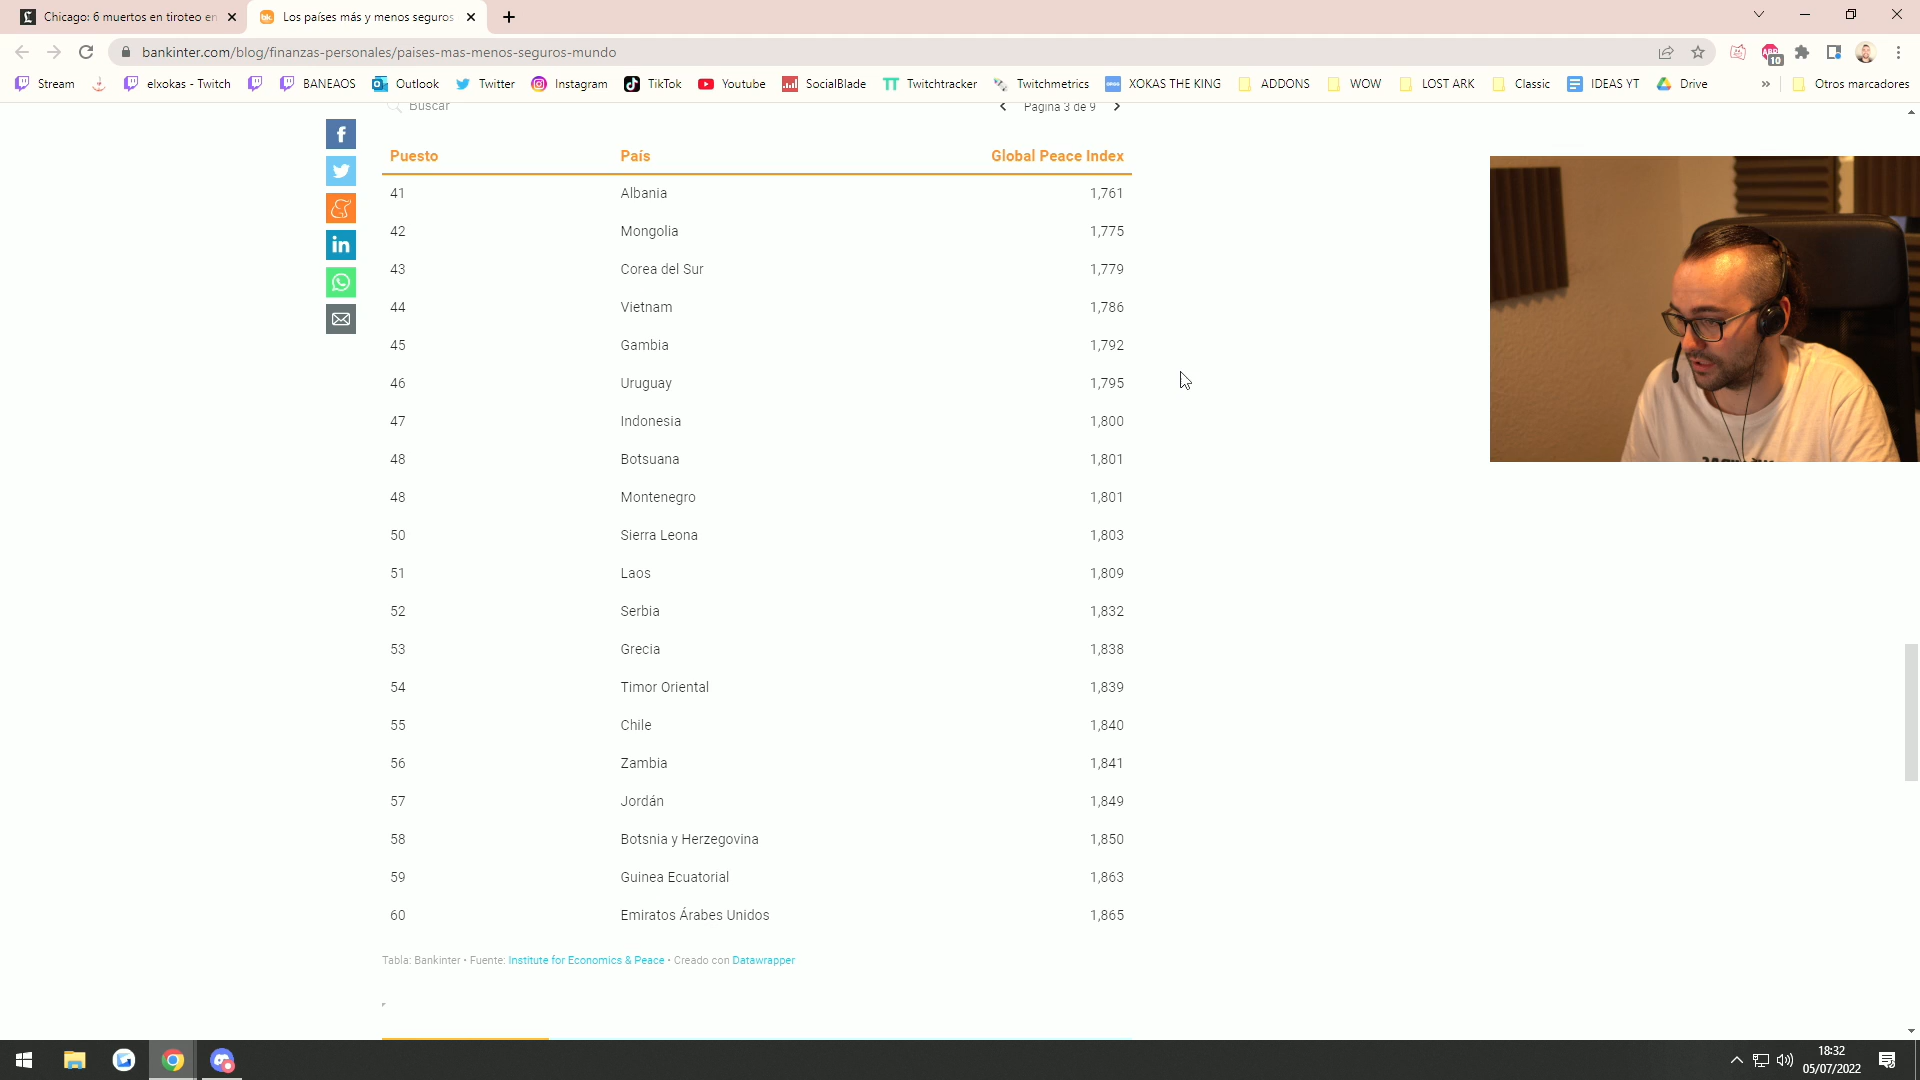 Chicago: 6 muertos en tiroteo en
Los países más y menos seguros
bankinter.com/blog/finanzas-personales/paises-mas-menos-seguros-mundo
ABP
10
Stream
elxokas - Twitch
BANEAOS
Outlook
Twitter
Instagram
TikTok
Youtube
SocialBlade
Twitchtracker
Twitchmetrics
XOKAS THE KING
ADDONS
WOW
LOST ARK
Classic
IDEAS YT
Drive
»
Otros marcadores
Buscar
Página 3 de 9
Puesto País Global Peace Index
41 Albania 1,761
42 Mongolia 1,775
43 Corea del Sur 1,779
44 Vietnam 1,786
45 Gambia 1,792
46 Uruguay 1,795
47 Indonesia 1,800
48 Botsuana 1,801
48 Montenegro 1,801
50 Sierra Leona 1,803
51 Laos 1,809
52 Serbia 1,832
53 Grecia 1,838
54 Timor Oriental 1,839
55 Chile 1,840
56 Zambia 1,841
57 Jordán 1,849
58 Botsnia y Herzegovina 1,850
59 Guinea Ecuatorial 1,863
60 Emiratos Árabes Unidos 1,865
Tabla: Bankinter • Fuente: Institute for Economics & Peace • Creado con Datawrapper
18:32
05/07/2022